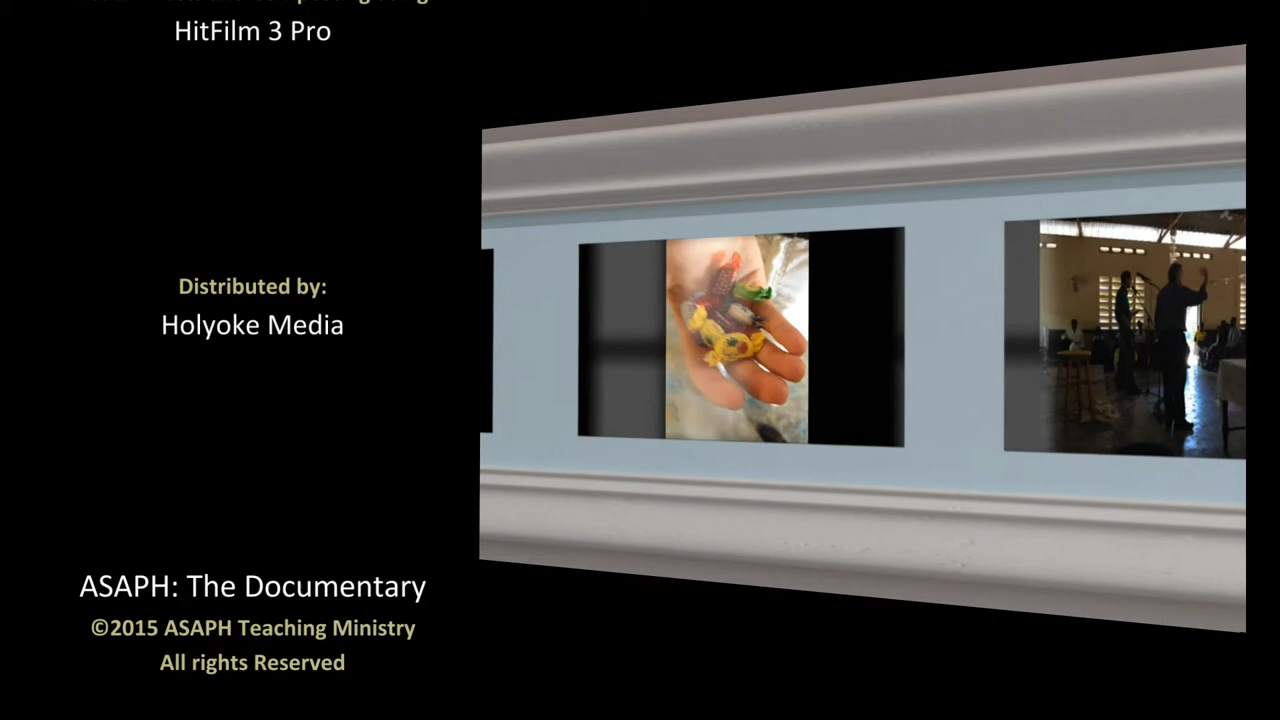 HitFilm 3 Pro
Distributed by:
Holyoke Media
ASAPH: The Documentary
©2015 ASAPH Teaching Ministry
All rights Reserved